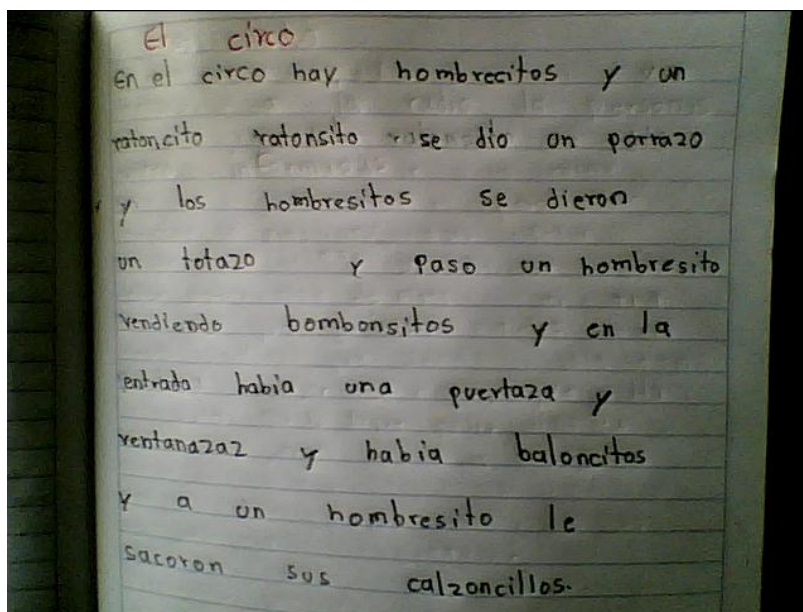 El circo
En el circo hay hombrecitos y un
ratoncito ratonsito se dio un porrazo
y los hombresitos se dieron
un totazo y paso un hombresito
vendiendo bombonsitos y en la
entrada habia una puertaza y
ventanazaz y habia baloncitos
y a un hombresito le
sacoron sus calzoncillos.